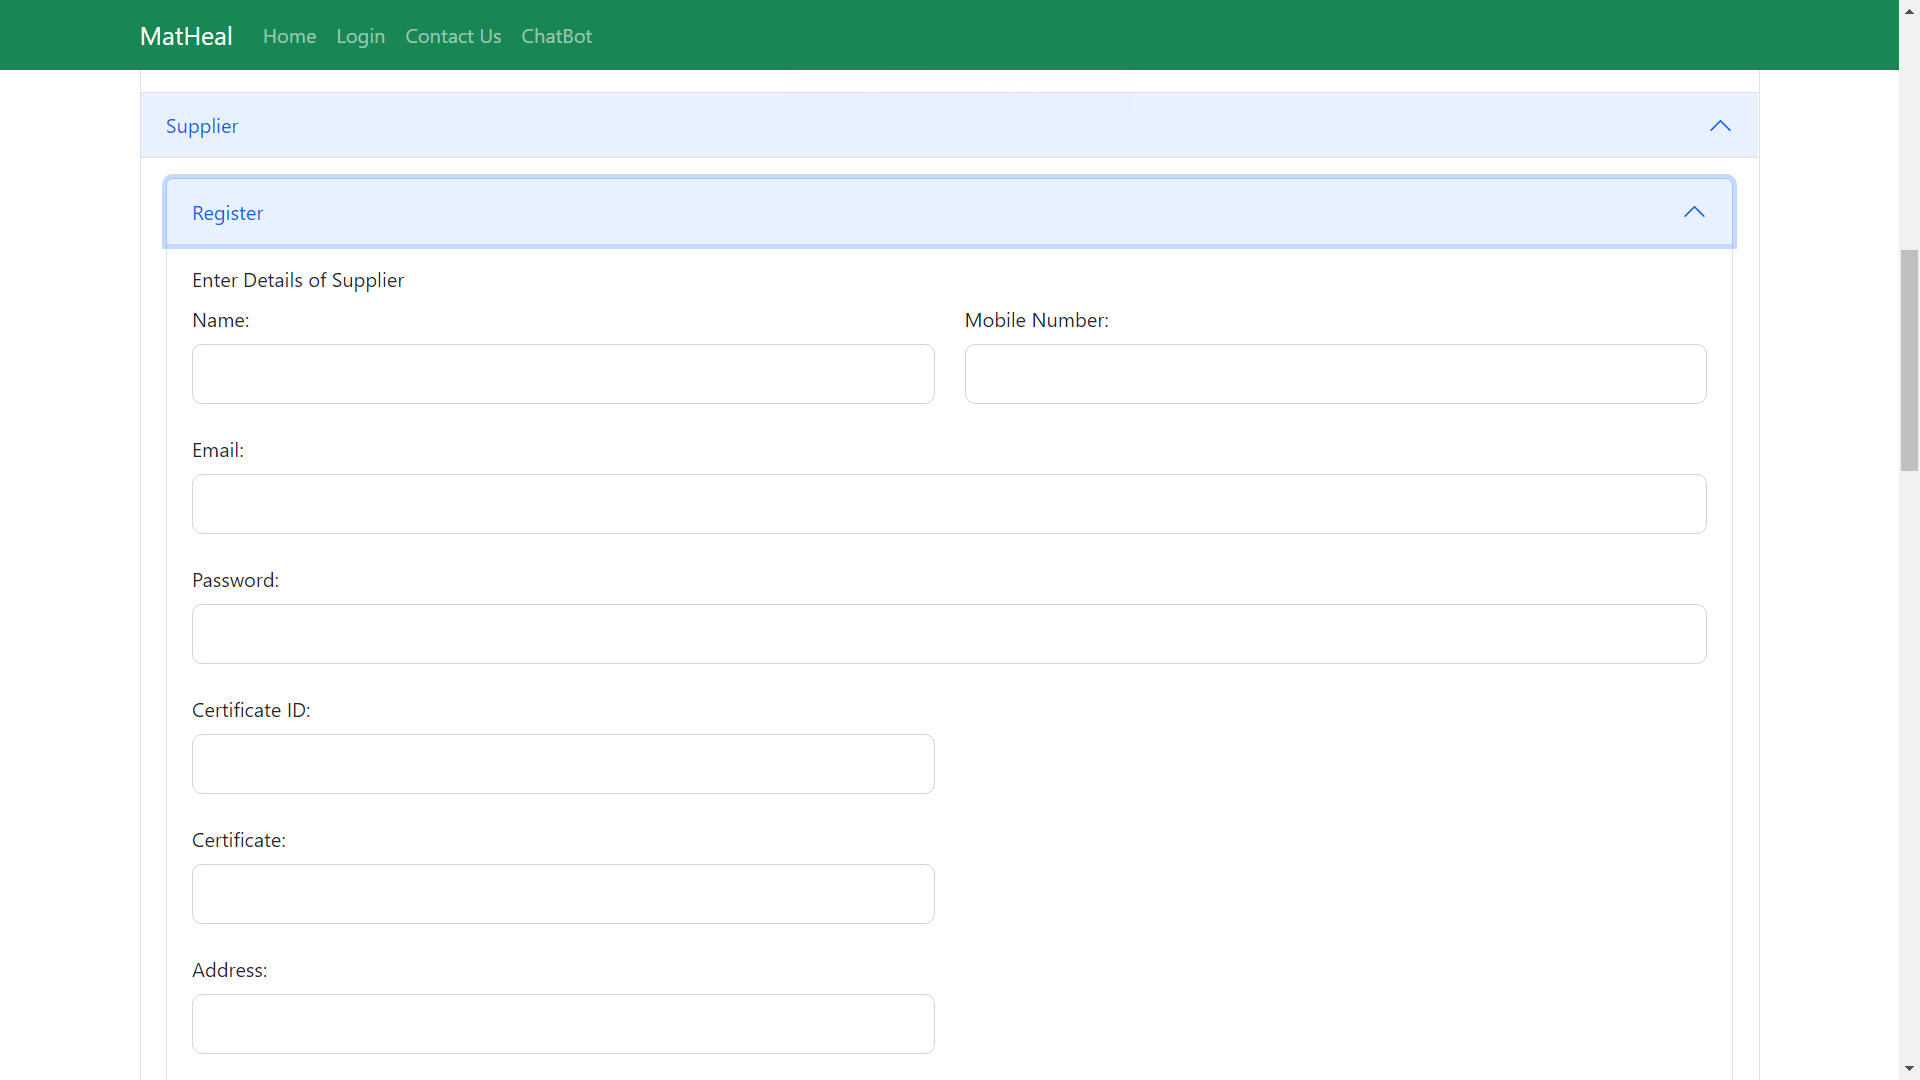 MatHeal Home Login Contact Us ChatBot
Supplier
Register
Enter Details of Supplier
Name: Mobile Number:
Email:
Password:
Certificate ID:
Certificate:
Address: